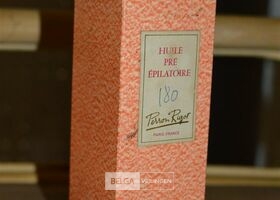 HUILE
PRÉ
ÉPILATOIRE
180
Perron Rigot
PARIS-FRANCE
BELGA